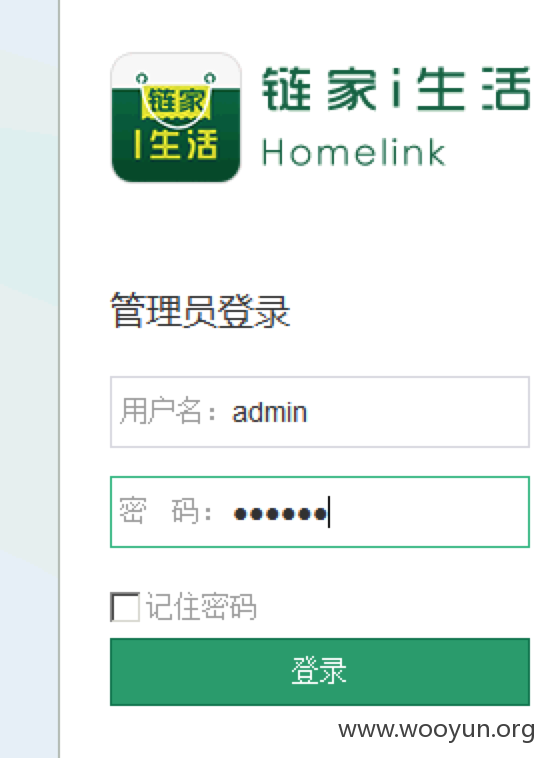 链家
i生活
链家i生活
Homelink
管理员登录
用户名：admin
密 码：●●●●●●
记住密码
登录
www.wooyun.org